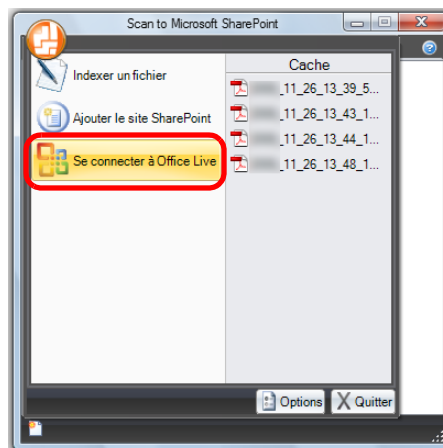 Scan to Microsoft SharePoint
Indexer un fichier
Ajouter le site SharePoint
Se connecter à Office Live
Cache
_11_26_13_39_5...
_11_26_13_43_1...
_11_26_13_44_1...
_11_26_13_48_1...
Options
Quitter